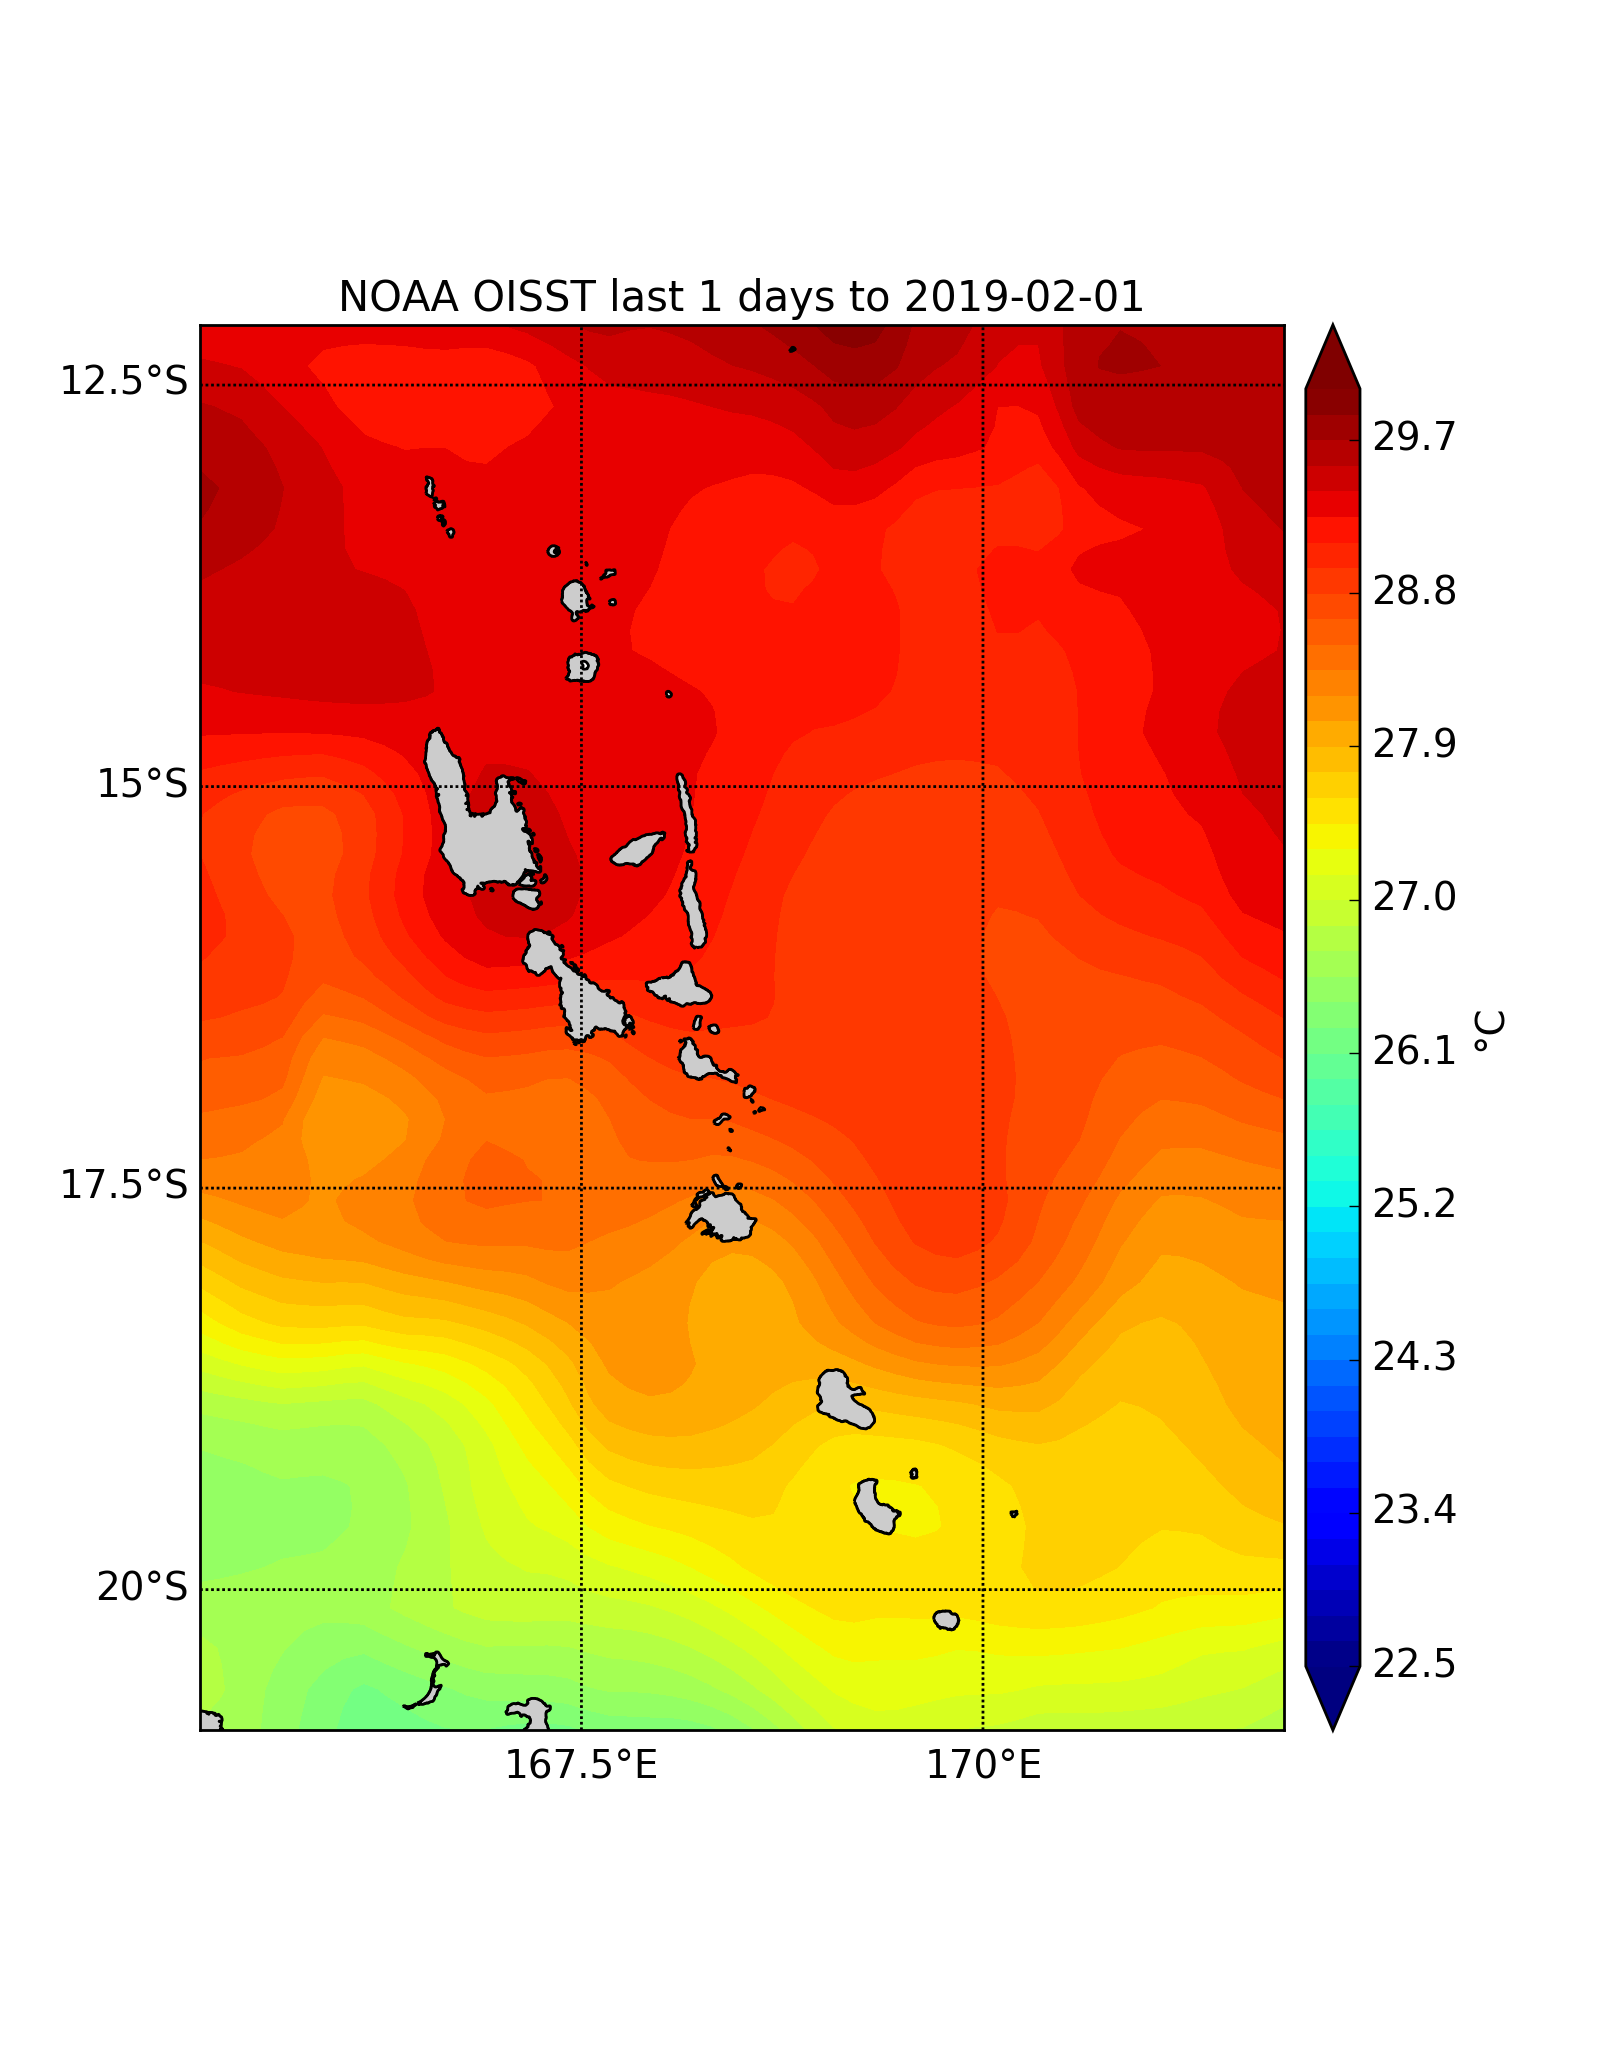 NOAA OISST last 1 days to 2019-02-01
12.5°S
15°S
17.5°S
20°S
167.5°E
170°E
29.7
28.8
27.9
27.0
26.1
25.2
24.3
23.4
22.5
°C